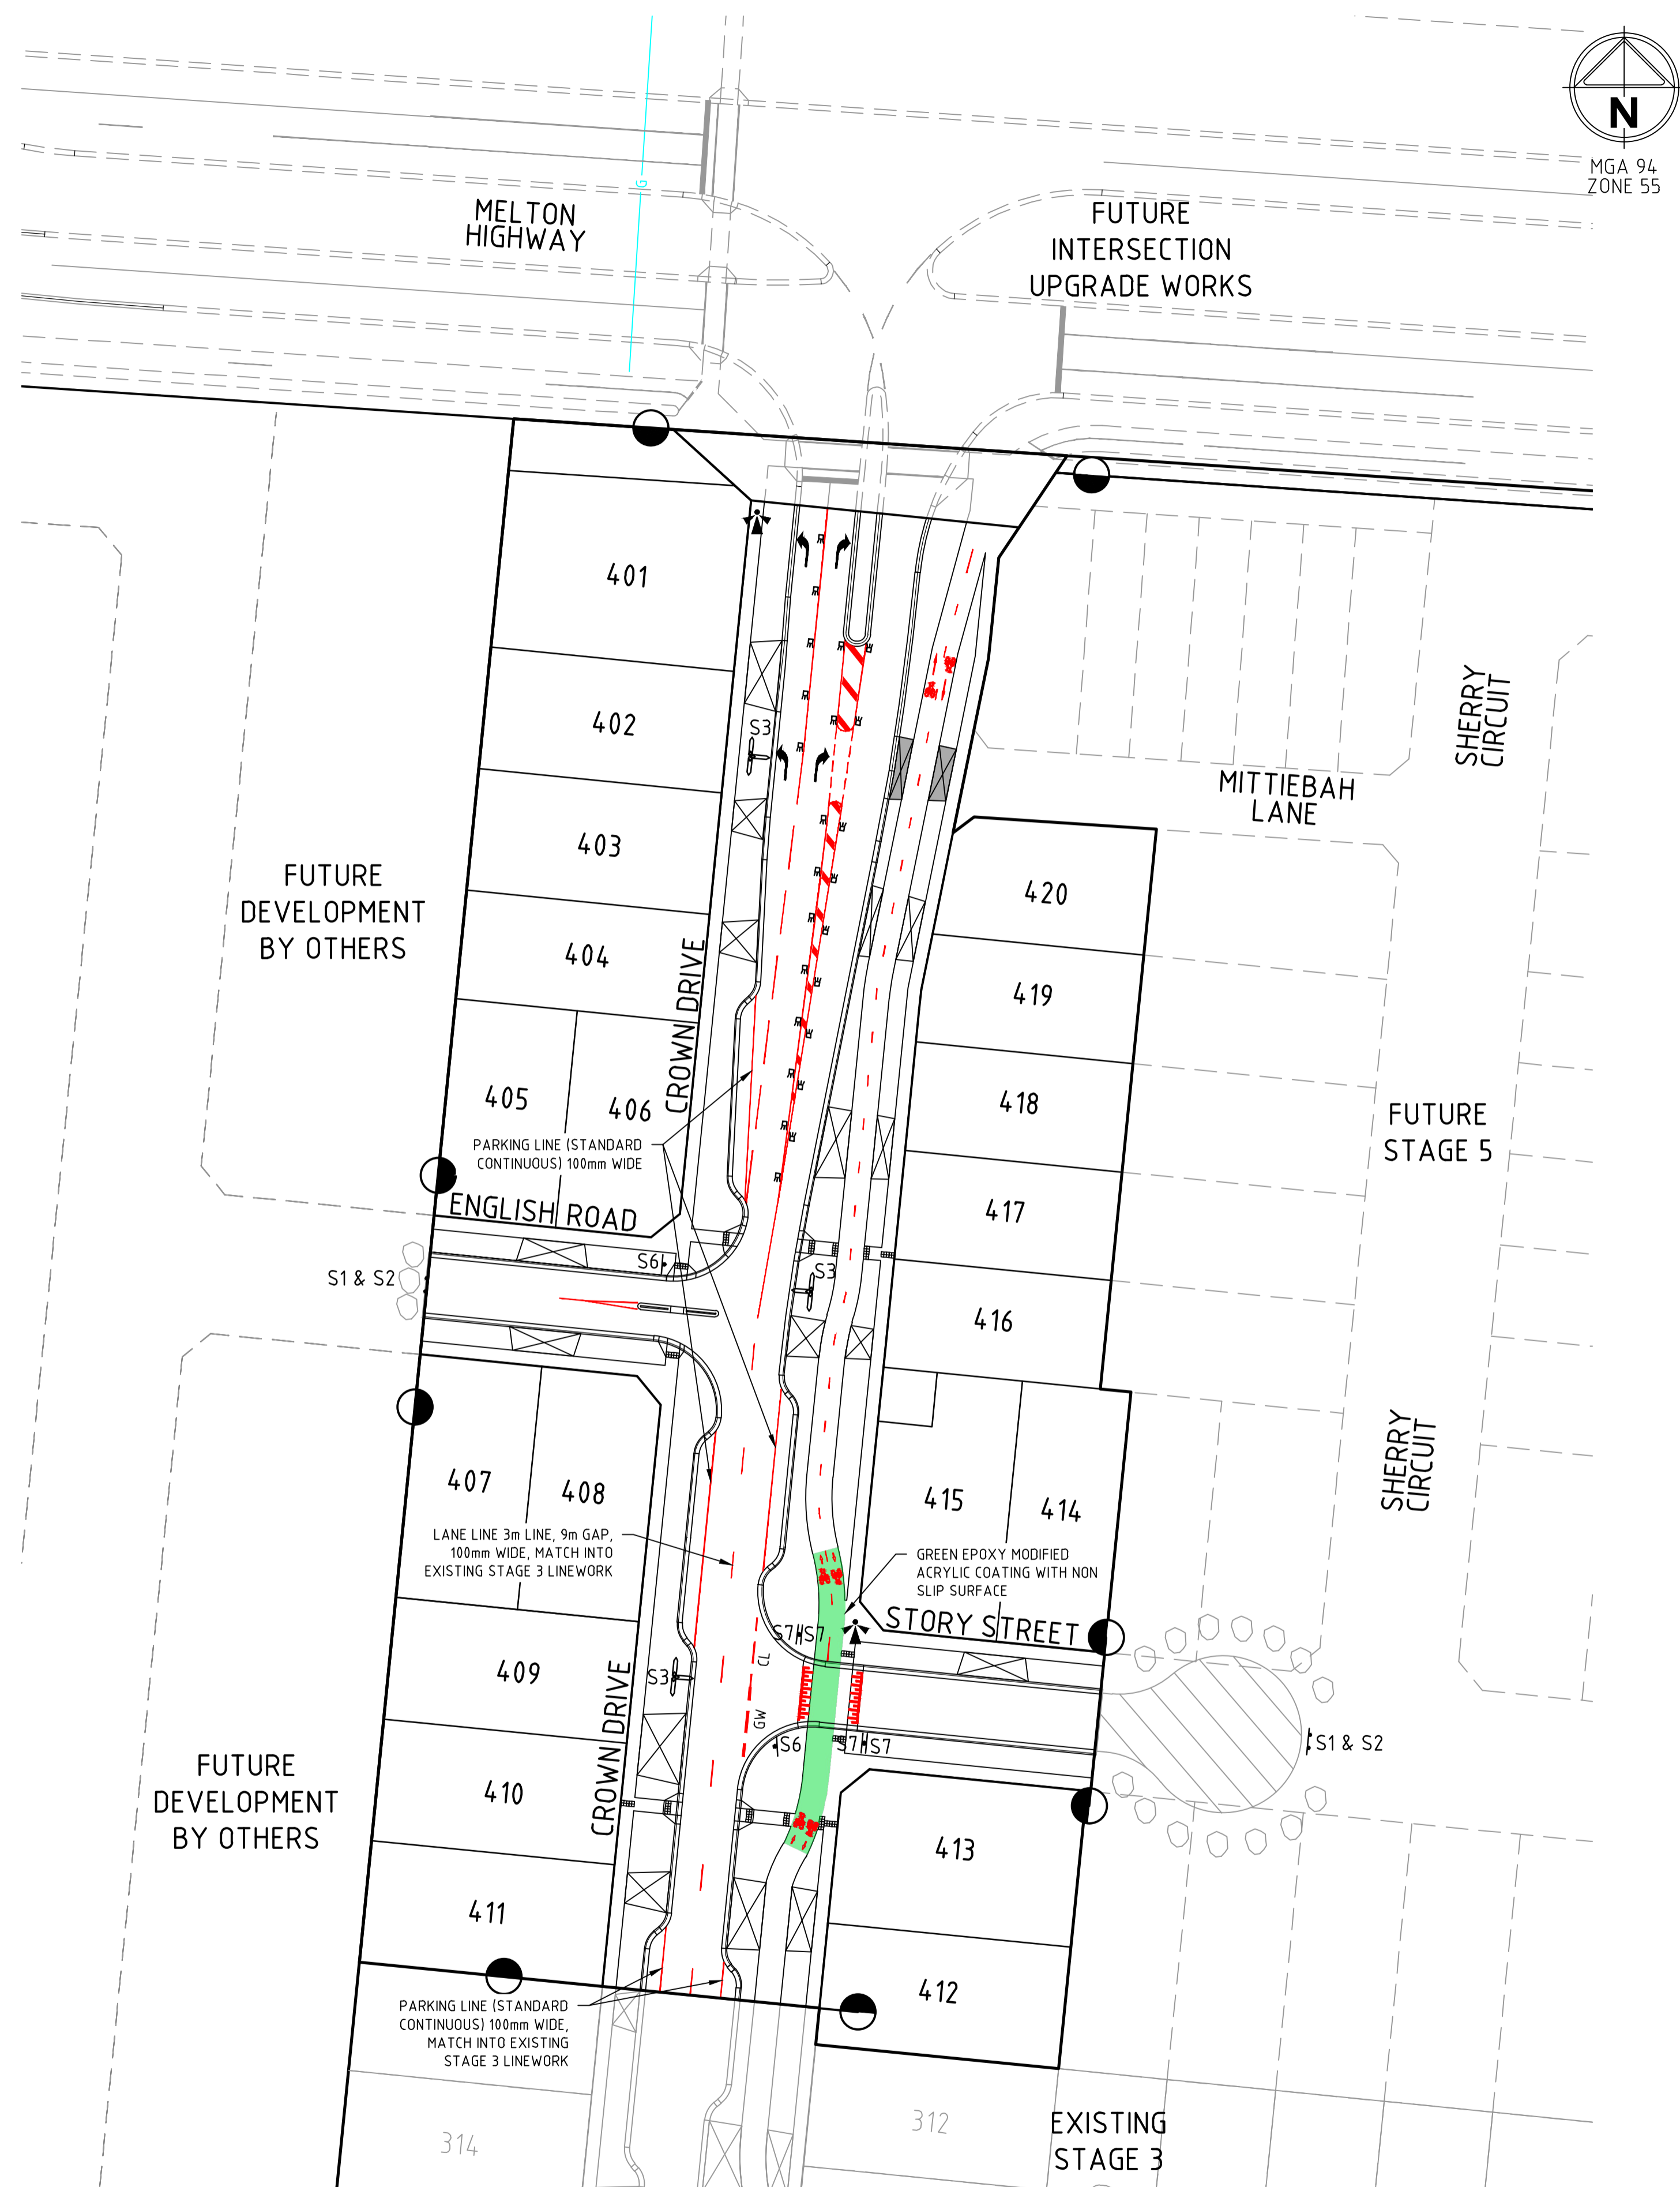 N
MGA 94
ZONE 55
G
MELTON
HIGHWAY
FUTURE
INTERSECTION
UPGRADE WORKS
401
402
403
404
405
406
S3
CROWN DRIVE
FUTURE
DEVELOPMENT
BY OTHERS
SHERRY
CIRCUIT
MITTIEBAH
LANE
420
419
418
417
416
FUTURE
STAGE 5
PARKING LINE (STANDARD
CONTINUOUS) 100mm WIDE
ENGLISH ROAD
S6
S1 & S2
S3
407
408
415
414
SHERRY
CIRCUIT
LANE LINE 3m LINE, 9m GAP,
100mm WIDE, MATCH INTO
EXISTING STAGE 3 LINEWORK
GREEN EPOXY MODIFIED
ACRYLIC COATING WITH NON
SLIP SURFACE
STORY STREET
S7 S7
CL
GW
S3
409
CROWN DRIVE
S6
S7 S7
S1 & S2
FUTURE
DEVELOPMENT
BY OTHERS
410
411
413
412
PARKING LINE (STANDARD
CONTINUOUS) 100mm WIDE,
MATCH INTO EXISTING
STAGE 3 LINEWORK
314
312
EXISTING
STAGE 3